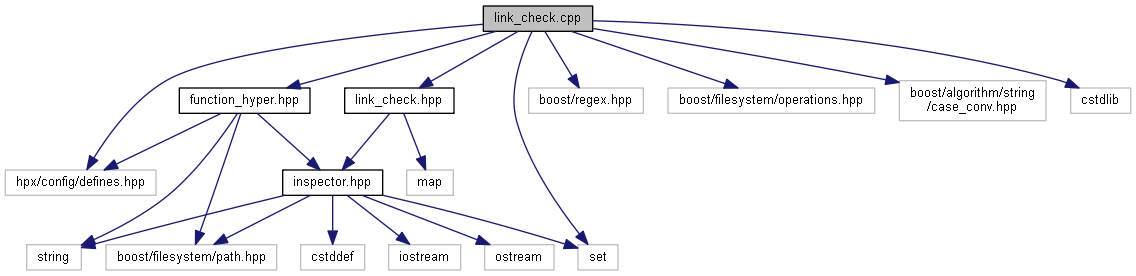 link_check.cpp
function_hyper.hpp
link_check.hpp
boost/regex.hpp
boost/filesystem/operations.hpp
boost/algorithm/string
/case_conv.hpp
cstdlib
hpx/config/defines.hpp
inspector.hpp
map
string
boost/filesystem/path.hpp
cstddef
iostream
ostream
set